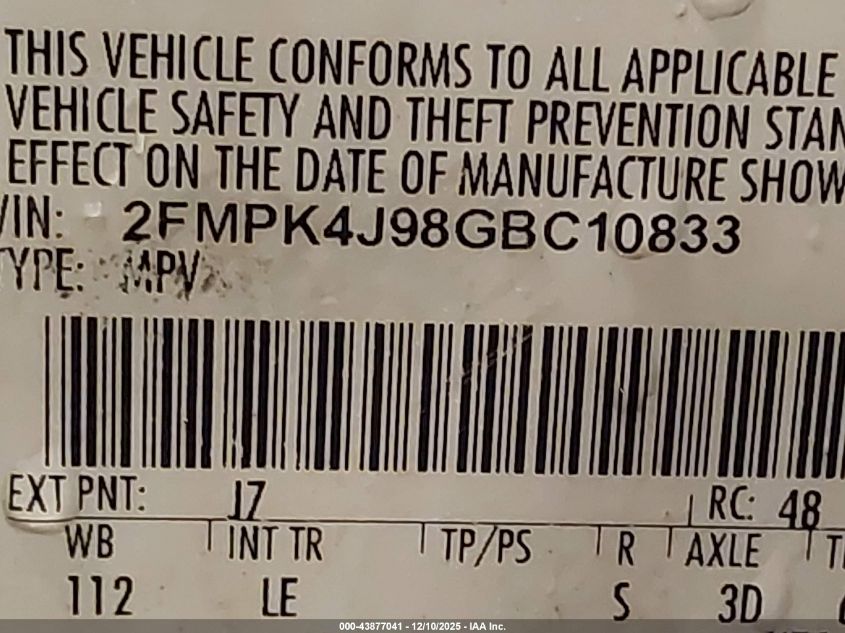 THIS VEHICLE CONFORMS TO ALL APPLICABLE
VEHICLE SAFETY AND THEFT PREVENTION STAN
EFFECT ON THE DATE OF MANUFACTURE SHOW
VIN: 2FMPK4J98GBC10833
TYPE: MPV
EXT PNT: J7 RC: 48
WB INT TR TP/PS R AXLE
112 LE S 3D
000-43877041 - 12/10/2025 - IAA Inc.